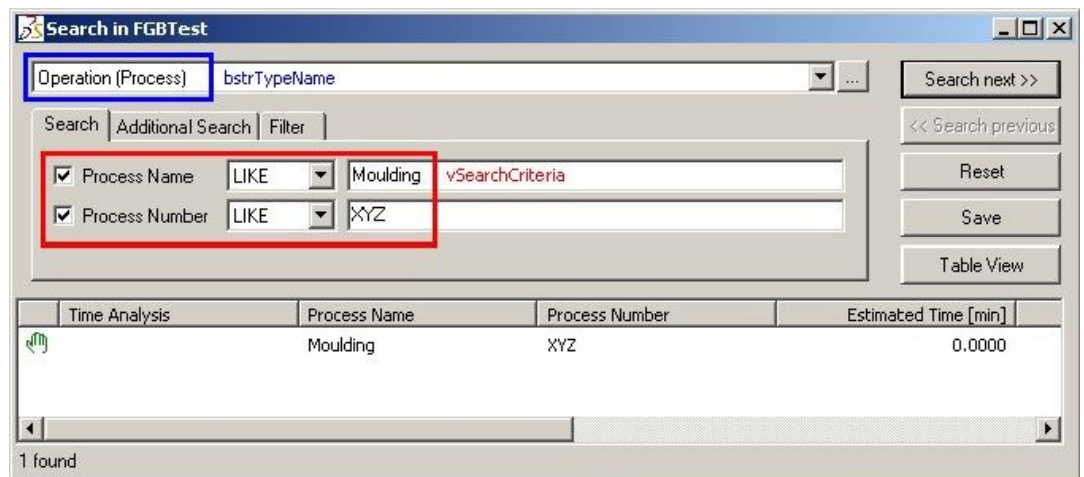 Search in FGBTest
Operation (Process) bstrTypeName ...
Search next >>
Search Additional Search Filter
<< Search previous
Process Name LIKE Moulding vSearchCriteria
Reset
Process Number LIKE XYZ
Save
Table View
Time Analysis Process Name Process Number Estimated Time [min]
Moulding XYZ 0.0000
1 found